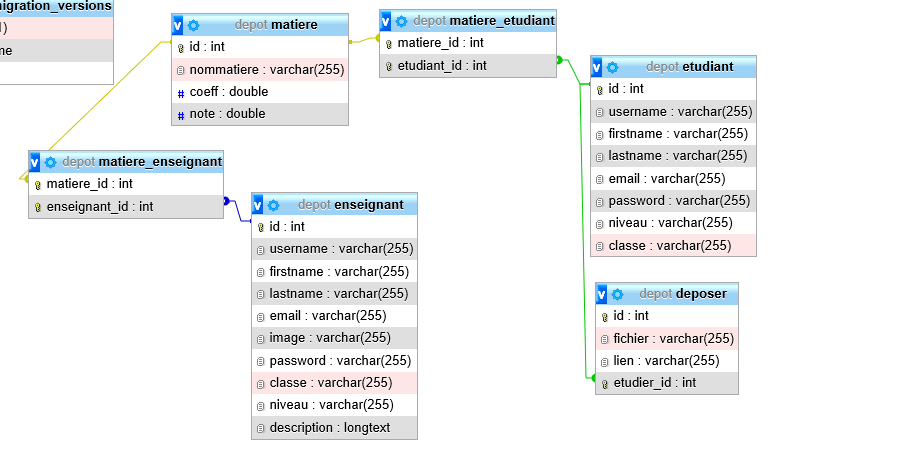 igration_versions
)
me
depot matiere
id : int
nommatiere : varchar(255)
coeff : double
note : double
depot matiere_etudiant
matiere_id : int
etudiant_id : int
depot etudiant
id : int
username : varchar(255)
firstname : varchar(255)
lastname : varchar(255)
email : varchar(255)
password : varchar(255)
niveau : varchar(255)
classe : varchar(255)
depot matiere_enseignant
matiere_id : int
enseignant_id : int
depot enseignant
id : int
username : varchar(255)
firstname : varchar(255)
lastname : varchar(255)
email : varchar(255)
image : varchar(255)
password : varchar(255)
classe : varchar(255)
niveau : varchar(255)
description : longtext
depot deposer
id : int
fichier : varchar(255)
lien : varchar(255)
etudier_id : int